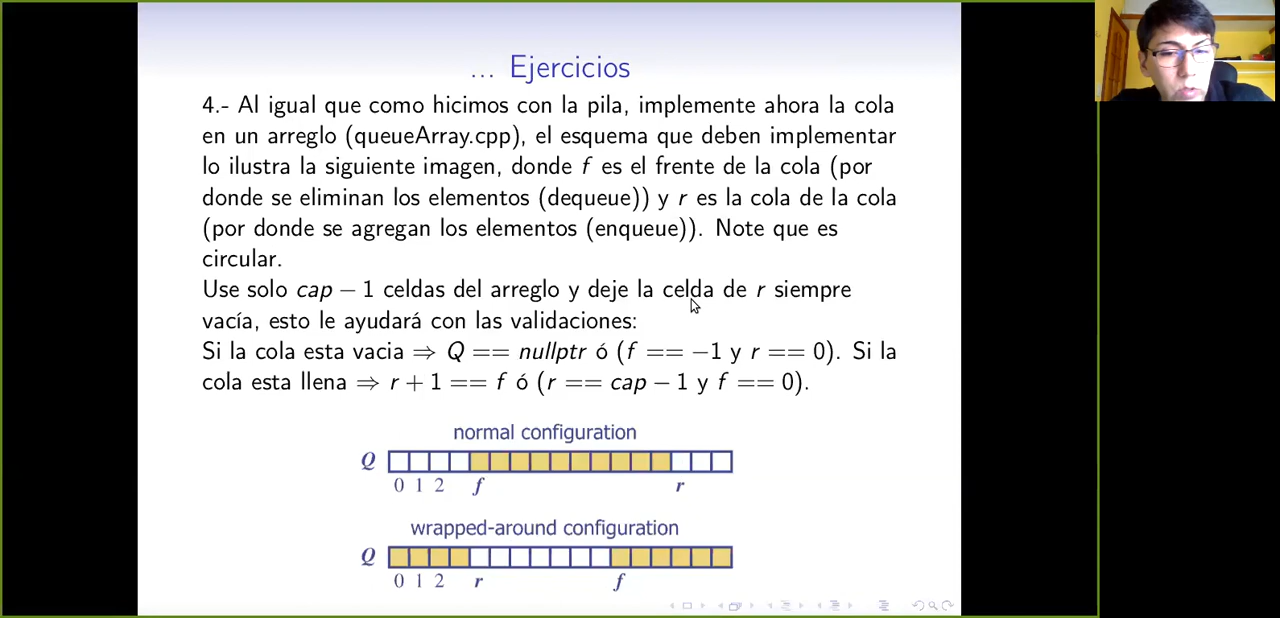 ... Ejercicios
4.- Al igual que como hicimos con la pila, implemente ahora la cola
en un arreglo (queueArray.cpp), el esquema que deben implementar
lo ilustra la siguiente imagen, donde f es el frente de la cola (por
donde se eliminan los elementos (dequeue)) y r es la cola de la cola
(por donde se agregan los elementos (enqueue)). Note que es
circular.
Use solo cap − 1 celdas del arreglo y deje la celda de r siempre
vacía, esto le ayudará con las validaciones:
Si la cola esta vacia ⇒ Q == nullptr ó (f == −1 y r == 0). Si la
cola esta llena ⇒ r + 1 == f ó (r == cap − 1 y f == 0).
normal configuration
Q
0 1 2 f r
wrapped-around configuration
Q
0 1 2 r f